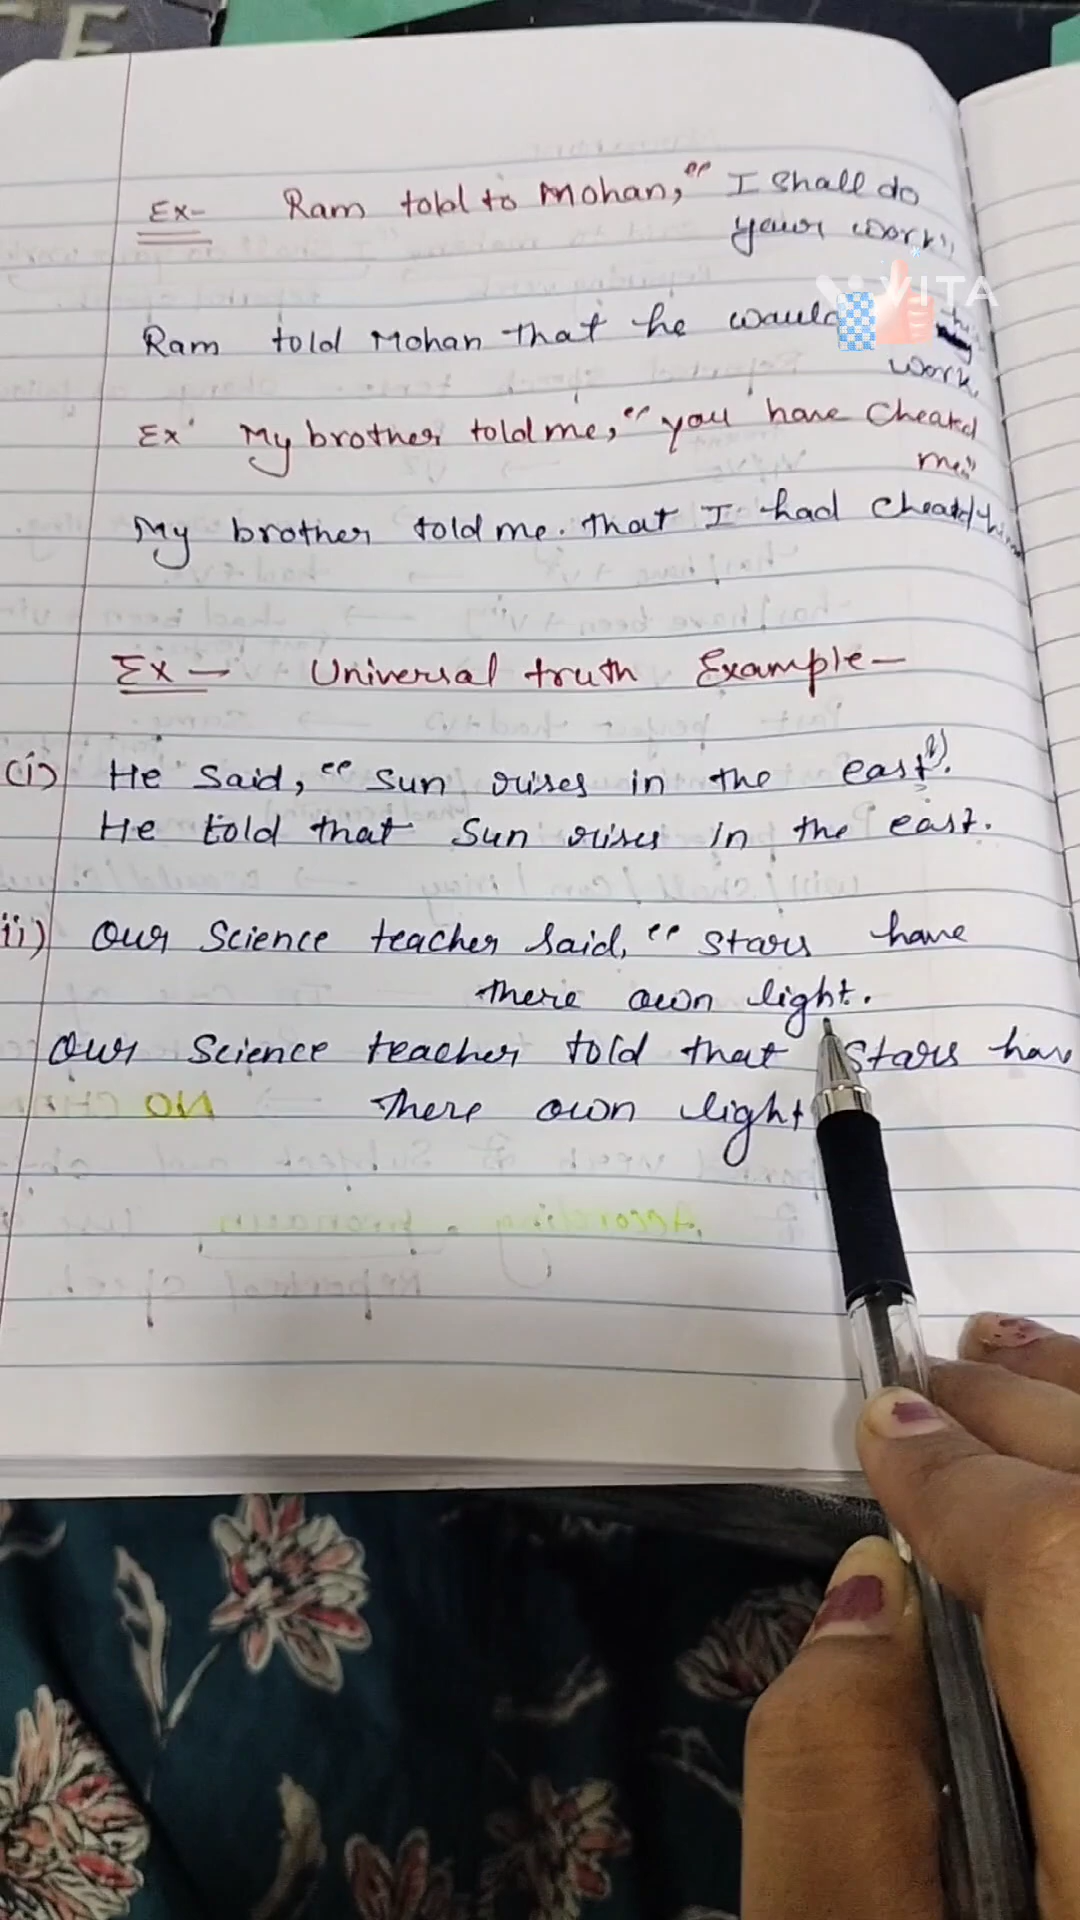 Ex- Ram told to Mohan, " I shall do
your work"
VITA
Ram told Mohan that he would
work.
Ex' My brother told me, " you have cheated
me"
My brother told me. that I had cheated him
Ex - Universal truth Example -
(i) He said, " Sun rises in the east".
He told that Sun rises in the east.
ii) Our Science teacher said, " Stars have
there own light.
Our Science teacher told that Stars have
there own light